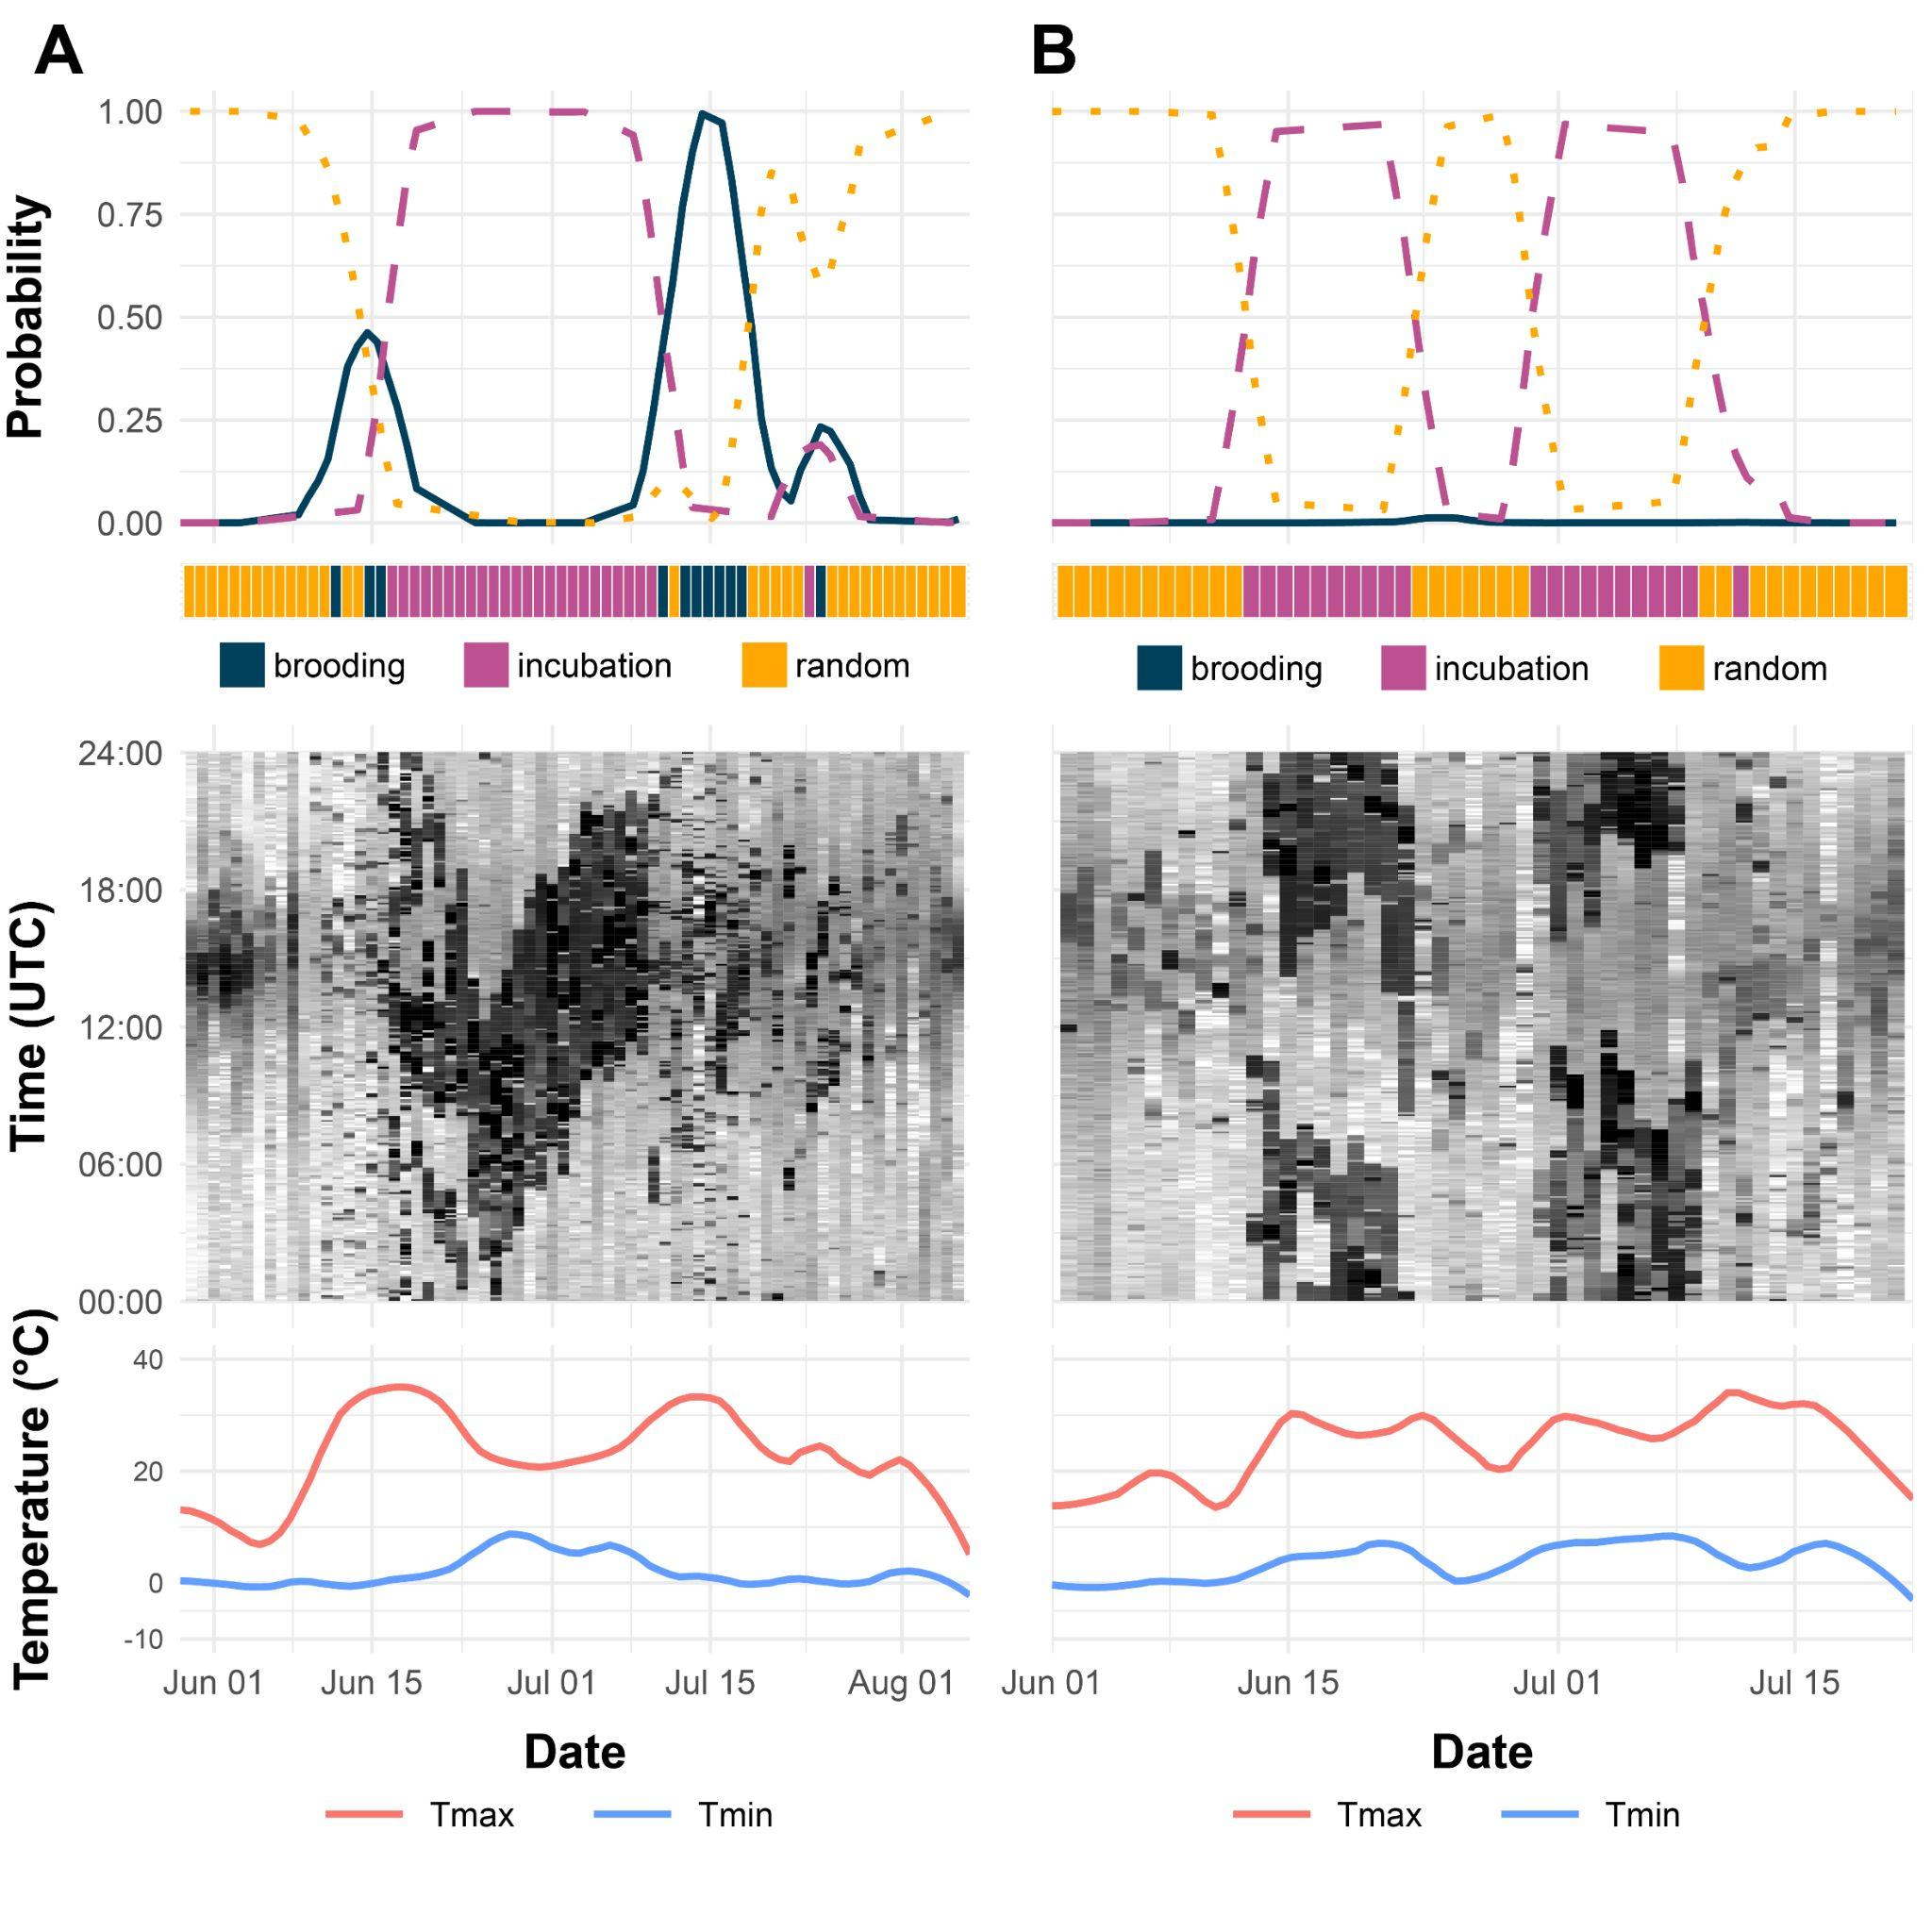 A B
1.00
0.75
0.50
0.25
0.00
Probability
brooding incubation random
brooding incubation random
24:00
18:00
12:00
06:00
00:00
Time (UTC)
40
20
0
-10
Temperature (°C)
Jun 01 Jun 15 Jul 01 Jul 15 Aug 01
Jun 01 Jun 15 Jul 01 Jul 15
Date
Date
Tmax Tmin
Tmax Tmin